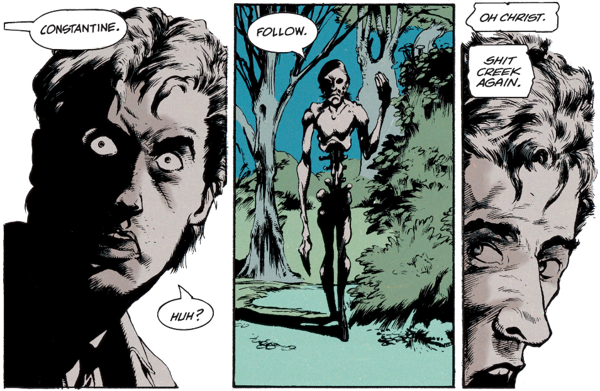 CONSTANTINE.
HUH?
FOLLOW.
OH CHRIST.
SHIT
CREEK
AGAIN.